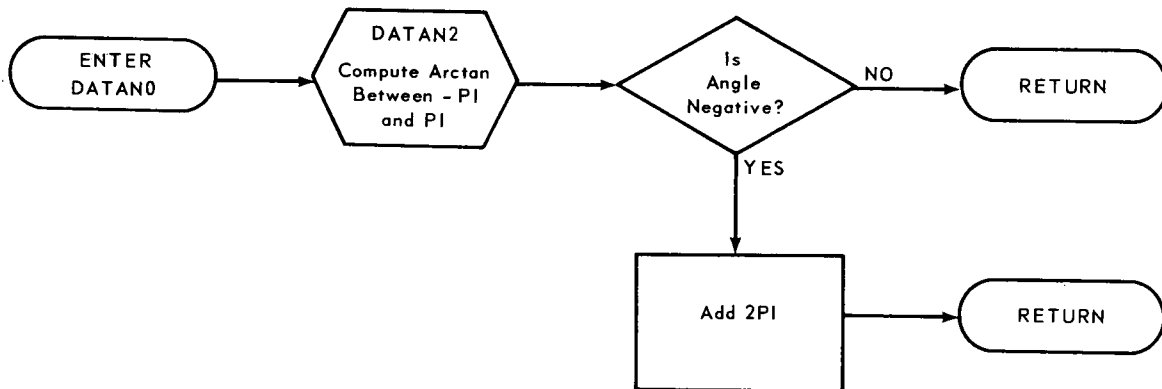 ENTER
DATAN0
DATAN2
Compute Arctan
Between - PI
and PI
Is
Angle
Negative?
NO
RETURN
YES
Add 2PI
RETURN